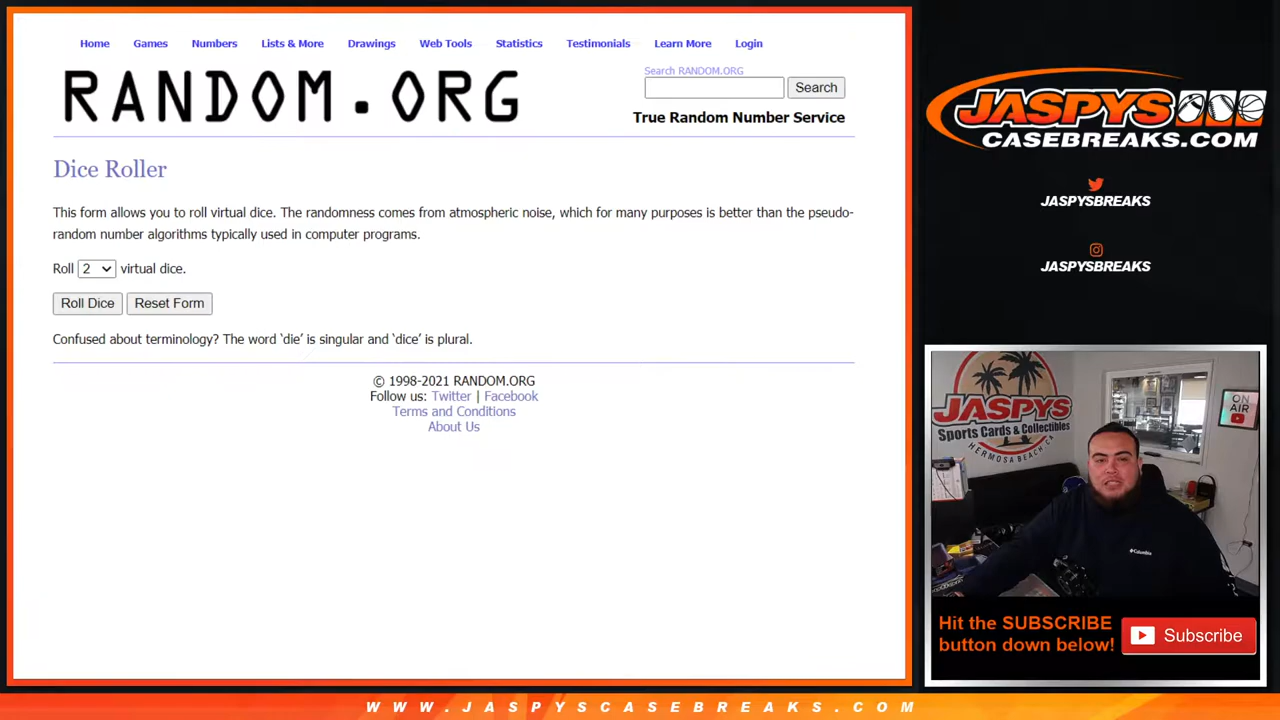 Home Games Numbers Lists & More Drawings Web Tools Statistics Testimonials Learn More Login
RANDOM.ORG
Search RANDOM.ORG
Search
True Random Number Service
Dice Roller
This form allows you to roll virtual dice. The randomness comes from atmospheric noise, which for many purposes is better than the pseudo-
random number algorithms typically used in computer programs.
Roll 2 virtual dice.
Roll Dice Reset Form
Confused about terminology? The word ‘die’ is singular and ‘dice’ is plural.
© 1998-2021 RANDOM.ORG
Follow us: Twitter | Facebook
Terms and Conditions
About Us
JASPYS
CASEBREAKS.COM
JASPYSBREAKS
JASPYSBREAKS
JASPYS
Sports Cards & Collectibles
HERMOSA BEACH, CA
ON
AIR
Columbia
Hit the SUBSCRIBE
button down below!
Subscribe
WWW.JASPYSCASEBREAKS.COM